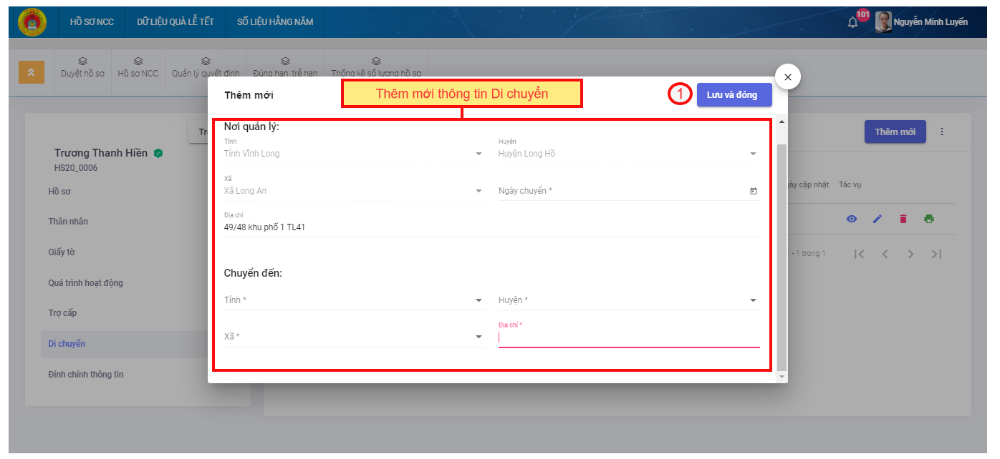 HỒ SƠ NCC
DỮ LIỆU QUÀ LỄ TẾT
SỐ LIỆU HẰNG NĂM
101
Nguyễn Minh Luyến
Duyệt hồ sơ
Hồ sơ NCC
Quản lý quyết định
Đúng hạn, trễ hạn
Thống kê số lượng hồ sơ
Thêm mới
Thêm mới thông tin Di chuyển
1
Lưu và đóng
Trương Thanh Hiền
HS20_0006
Hồ sơ
Thân nhân
Giấy tờ
Quá trình hoạt động
Trợ cấp
Di chuyển
Đính chính thông tin
Nơi quản lý:
Tỉnh
Tỉnh Vĩnh Long
Huyện
Huyện Long Hồ
Xã
Xã Long An
Ngày chuyển *
Địa chỉ
49/48 khu phố 1 TL41
Chuyển đến:
Tỉnh *
Huyện *
Xã *
Địa chỉ *
Thêm mới
cập nhật
Tác vụ
- 1 trong 1